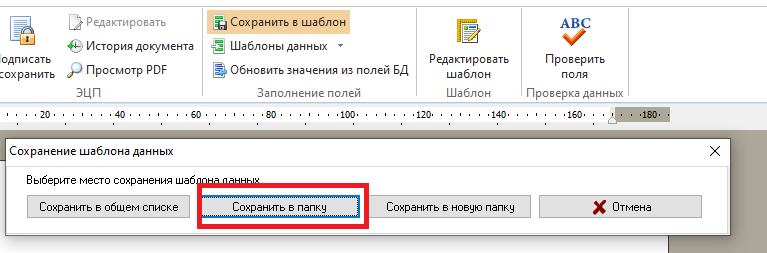 Редактировать
Сохранить в шаблон
История документа
Шаблоны данных
Подписать
сохранить
Просмотр PDF
Обновить значения из полей БД
Редактировать
шаблон
ABC
Проверить
поля
ЭЦП
Заполнение полей
Шаблон
Проверка данных
20 40 60 80 100 120 140 160 180
Сохранение шаблона данных
Выберите место сохранения шаблона данных
Сохранить в общем списке
Сохранить в папку
Сохранить в новую папку
Отмена